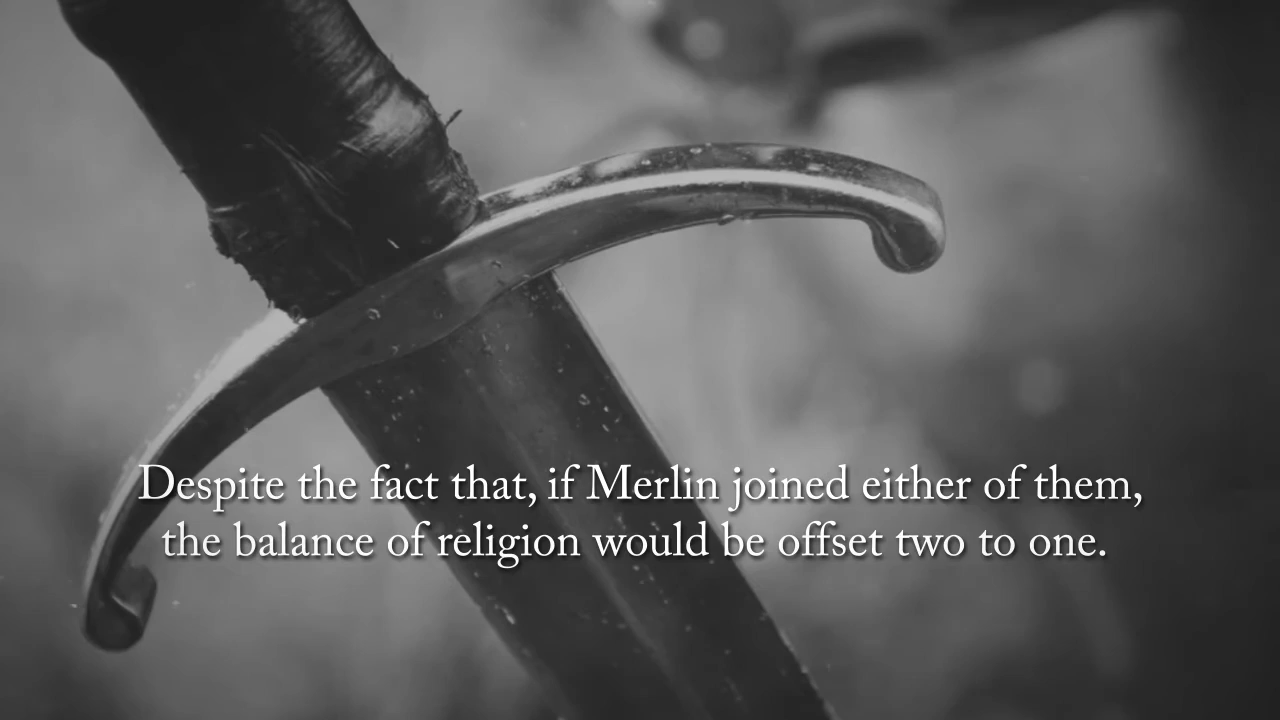 Despite the fact that, if Merlin joined either of them,
the balance of religion would be offset two to one.